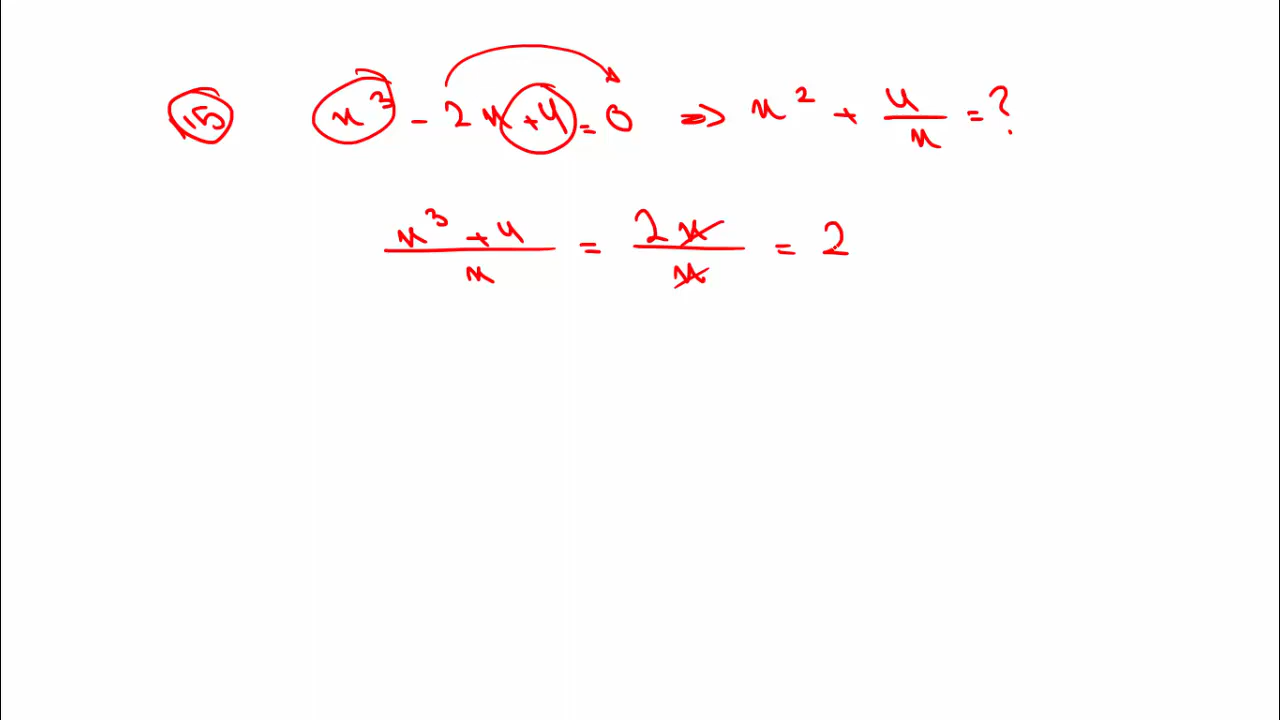 15 x³ - 2x + 4 = 0 ⇒ x² + 4/x = ?
(x³ + 4)/x = 2x/x = 2